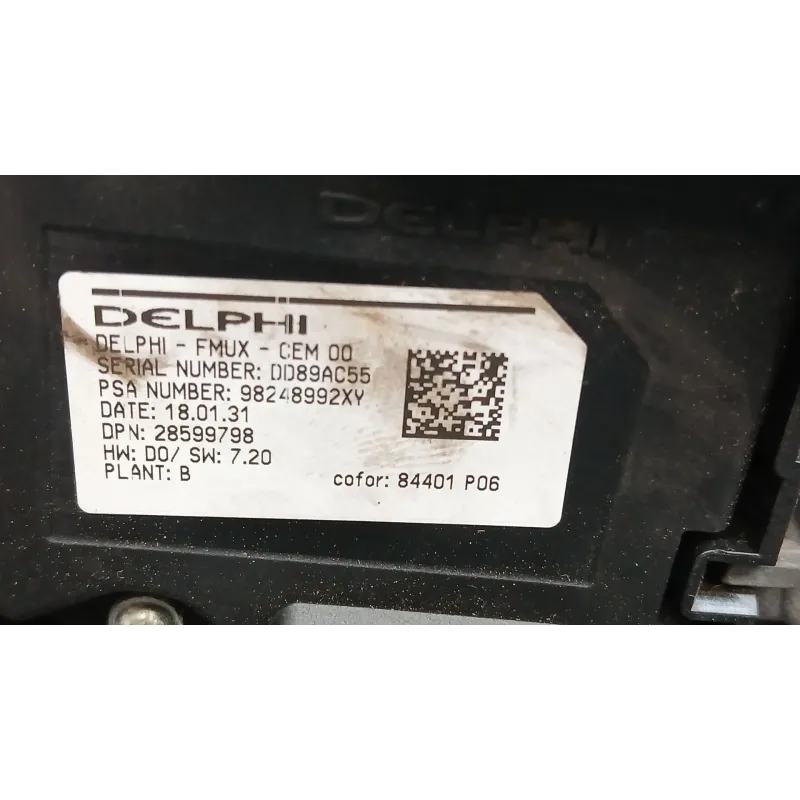 DELPHI
DELPHI
DELPHI - FMUX - CEM 00
SERIAL NUMBER: DD89AC55
PSA NUMBER: 98248992XY
DATE: 18.01.31
DPN: 28599798
HW: D0/ SW: 7.20
PLANT: B
cofor: 84401 P06